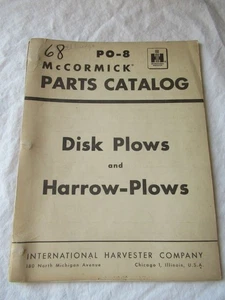 68
PO-8
McCORMICK
PARTS CATALOG
Disk Plows
and
Harrow-Plows
INTERNATIONAL HARVESTER COMPANY
180 North Michigan Avenue Chicago 1, Illinois, U.S.A.